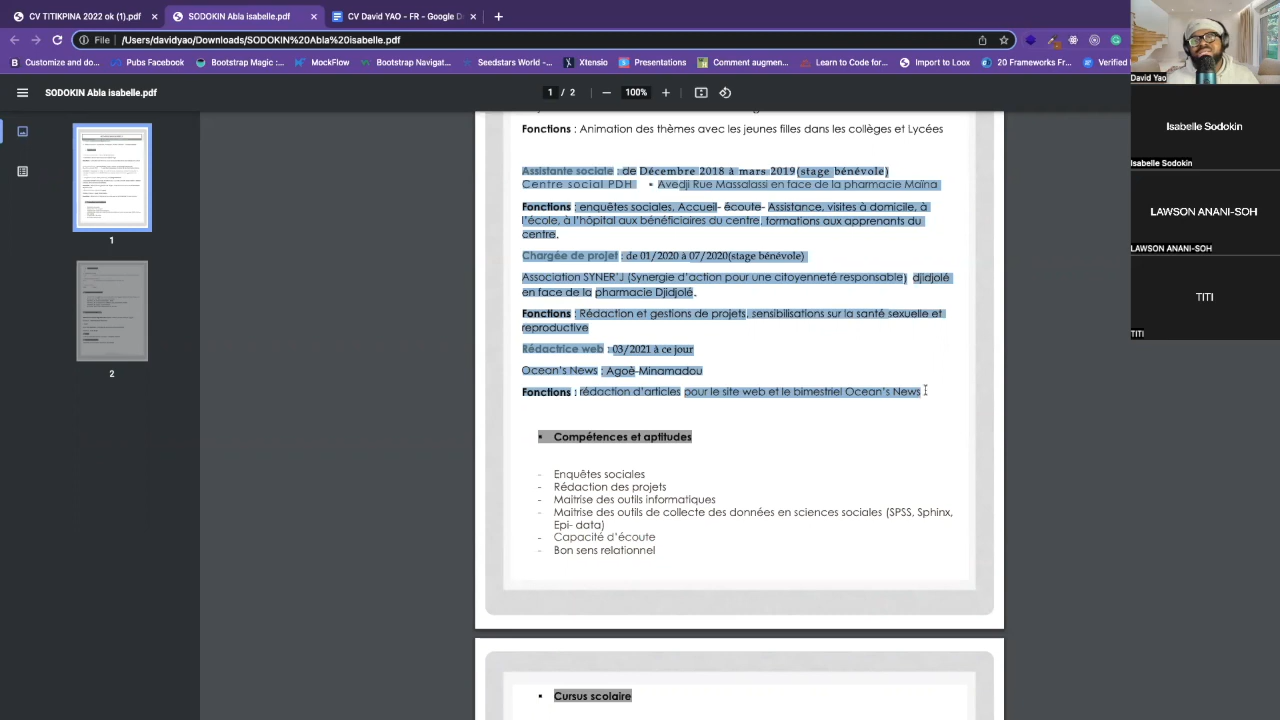 CV TITIKPINA 2022 ok (1).pdf
SODOKIN Abla isabelle.pdf
CV David YAO - FR - Google D
File
/Users/davidyao/Downloads/SODOKIN%20Abla%20isabelle.pdf
Customize and do...
Pubs Facebook
Bootstrap Magic :...
MockFlow
Bootstrap Navigat...
Seedstars World -...
Xtensio
Presentations
Comment augmen...
Learn to Code for...
Import to Loox
20 Frameworks Fr...
Verified
SODOKIN Abla isabelle.pdf
1 / 2
100%
David Yao
Isabelle Sodokin
Isabelle Sodokin
LAWSON ANANI-SOH
LAWSON ANANI-SOH
TITI
TITI
1
2
Fonctions : Animation des thèmes avec les jeunes filles dans les collèges et Lycées
Assistante sociale : de Décembre 2018 à mars 2019(stage bénévole)
Centre social PDH • Avedji Rue Massalassi en face de la pharmacie Maïna
Fonctions : enquêtes sociales, Accueil- écoute- Assistance, visites à domicile, à
l'école, à l'hôpital aux bénéficiaires du centre, formations aux apprenants du
centre.
Chargée de projet : de 01/2020 à 07/2020(stage bénévole)
Association SYNER'J (Synergie d'action pour une citoyenneté responsable) djidjolé
en face de la pharmacie Djidjolé.
Fonctions : Rédaction et gestions de projets, sensibilisations sur la santé sexuelle et
reproductive
Rédactrice web : 03/2021 à ce jour
Ocean's News : Agoè-Minamadou
Fonctions : rédaction d'articles pour le site web et le bimestriel Ocean's News
▪ Compétences et aptitudes
- Enquêtes sociales
- Rédaction des projets
- Maitrise des outils informatiques
- Maitrise des outils de collecte des données en sciences sociales (SPSS, Sphinx,
Epi- data)
- Capacité d'écoute
- Bon sens relationnel
▪ Cursus scolaire